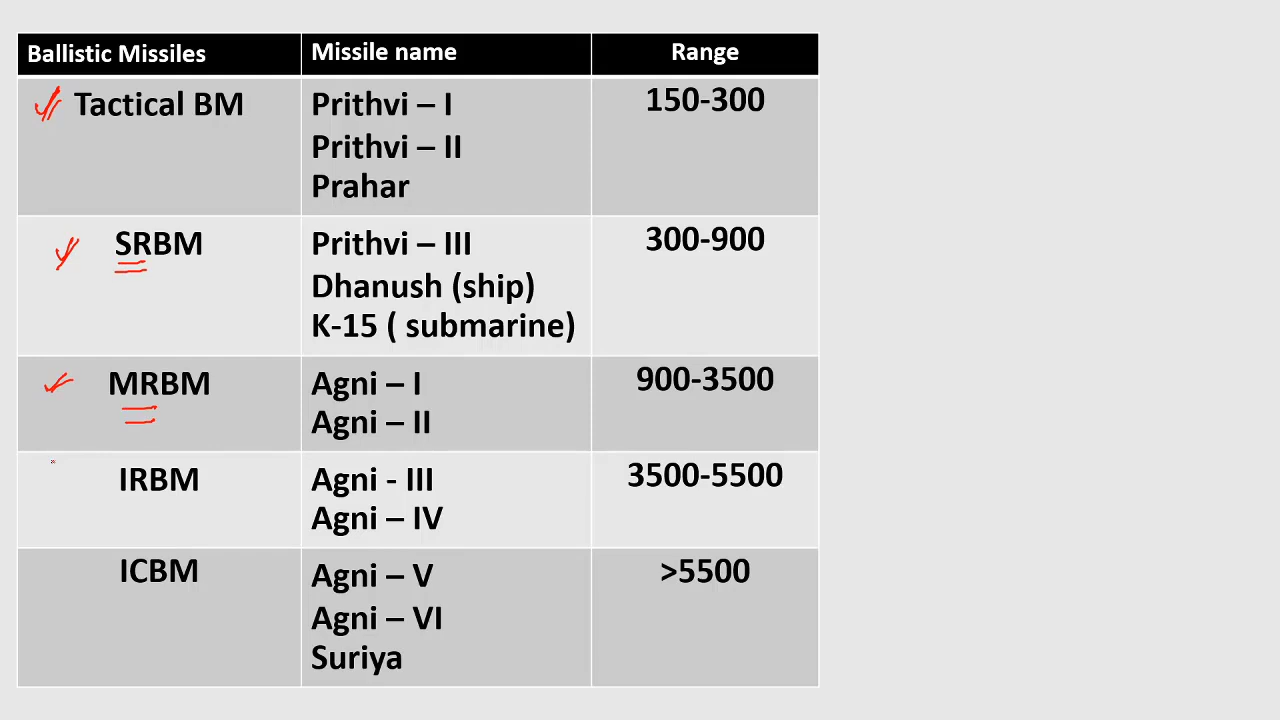 Ballistic Missiles Missile name Range
Tactical BM Prithvi – I 150-300
Prithvi – II
Prahar
SRBM Prithvi – III 300-900
Dhanush (ship)
K-15 ( submarine)
MRBM Agni – I 900-3500
Agni – II
IRBM Agni - III 3500-5500
Agni – IV
ICBM Agni – V >5500
Agni – VI
Suriya